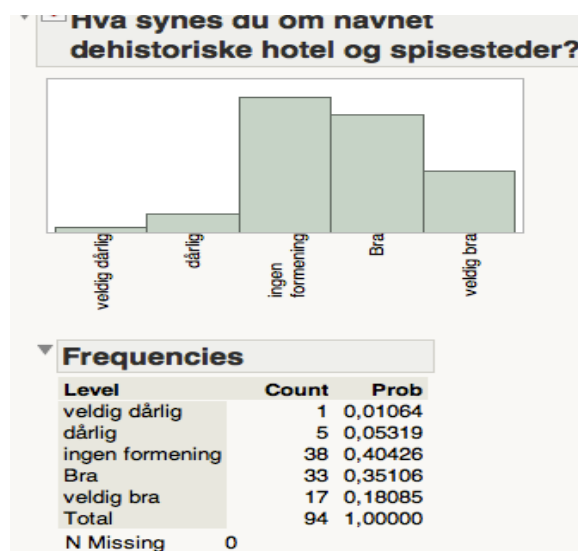 Hva synes du om navnet
dehistoriske hotel og spisesteder?
veldig dårlig
dårlig
ingen
formening
Bra
veldig bra
Frequencies
Level Count Prob
veldig dårlig 1 0,01064
dårlig 5 0,05319
ingen formening 38 0,40426
Bra 33 0,35106
veldig bra 17 0,18085
Total 94 1,00000
N Missing 0